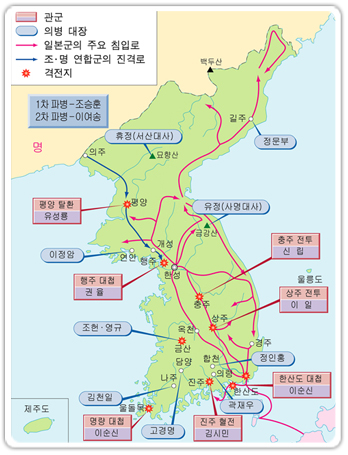 관군
의병 대장
일본군의 주요 침입로
조·명 연합군의 진격로
격전지
1차 파병-조승훈
2차 파병-이여송
명
백두산
길주
정문부
휴정(서산대사)
묘향산
의주
평양
평양 탈환
유성룡
유정(사명대사)
금강산
이정암
연안
개성
행주
한성
행주 대첩
권율
충주 전투
신 립
울릉도
충주
상주 전투
이 일
상주
조헌·영규
옥천
금산
경주
정인홍
합천
담양
의령
한산도 대첩
이순신
김천일
나주
진주
한산도
곽재우
울돌목
고경명
명량 대첩
이순신
진주 혈전
김시민
제주도